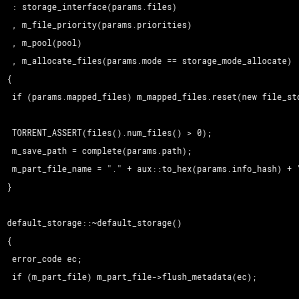 : storage_interface(params.files)
, m_file_priority(params.priorities)
, m_pool(pool)
, m_allocate_files(params.mode == storage_mode_allocate)
{
if (params.mapped_files) m_mapped_files.reset(new file_sto
TORRENT_ASSERT(files().num_files() > 0);
m_save_path = complete(params.path);
m_part_file_name = "." + aux::to_hex(params.info_hash) + "
}
default_storage::~default_storage()
{
error_code ec;
if (m_part_file) m_part_file->flush_metadata(ec);